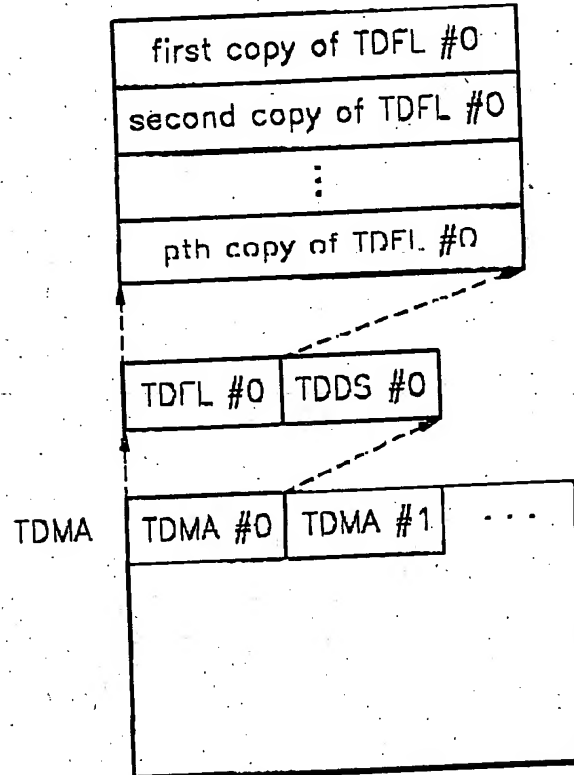 first copy of TDFL #0
second copy of TDFL #0
⋮
pth copy of TDFL #0
TDFL #0 TDDS #0
TDMA TDMA #0 TDMA #1 ...